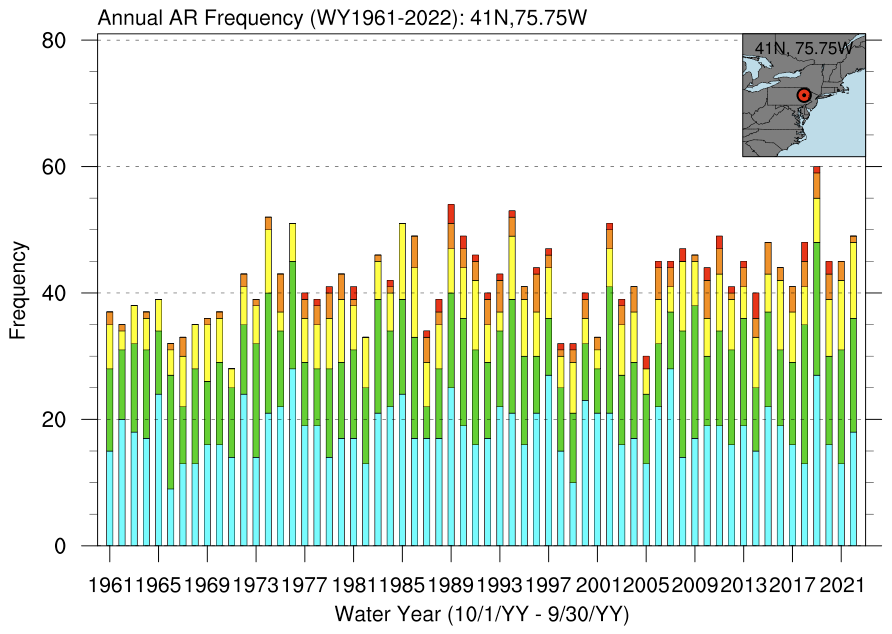 Annual AR Frequency (WY1961-2022): 41N,75.75W
41N, 75.75W
80
60
40
20
0
Frequency
1961 1965 1969 1973 1977 1981 1985 1989 1993 1997 2001 2005 2009 2013 2017 2021
Water Year (10/1/YY - 9/30/YY)